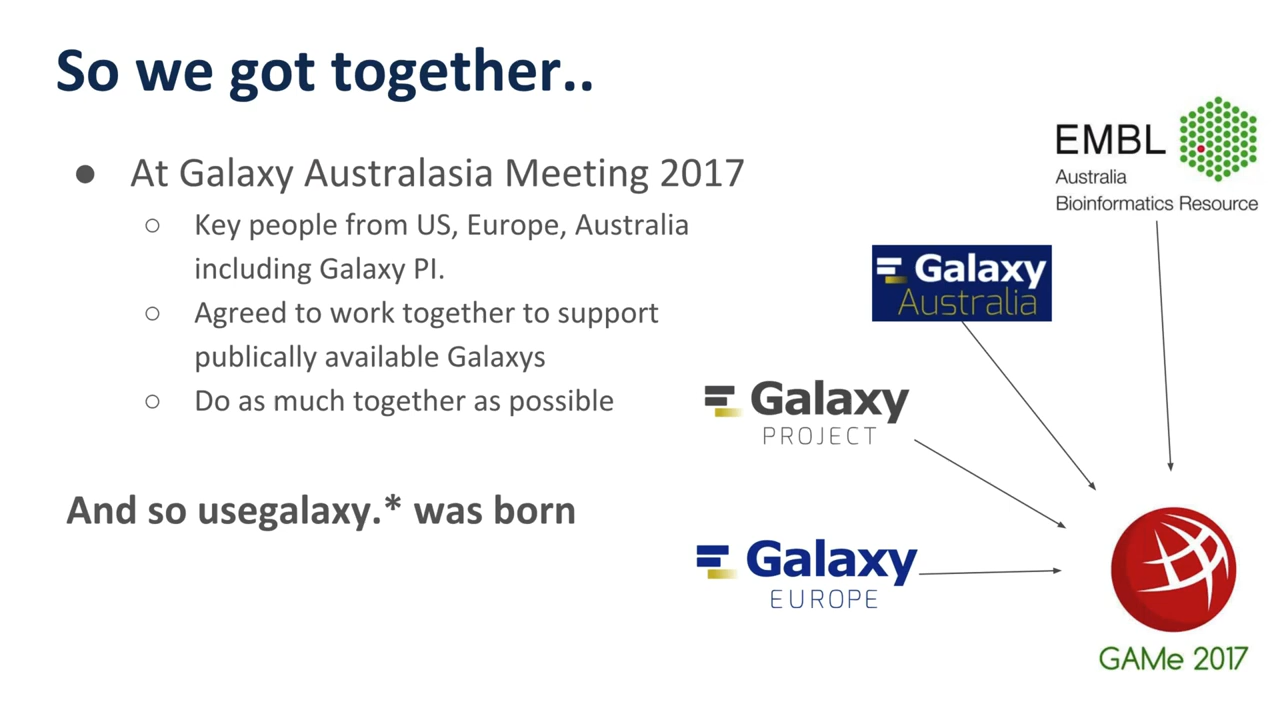 So we got together..
● At Galaxy Australasia Meeting 2017
○ Key people from US, Europe, Australia
including Galaxy PI.
○ Agreed to work together to support
publically available Galaxys
○ Do as much together as possible
And so usegalaxy.* was born
EMBL
Australia
Bioinformatics Resource
Galaxy
Australia
Galaxy
PROJECT
Galaxy
EUROPE
GAMe 2017